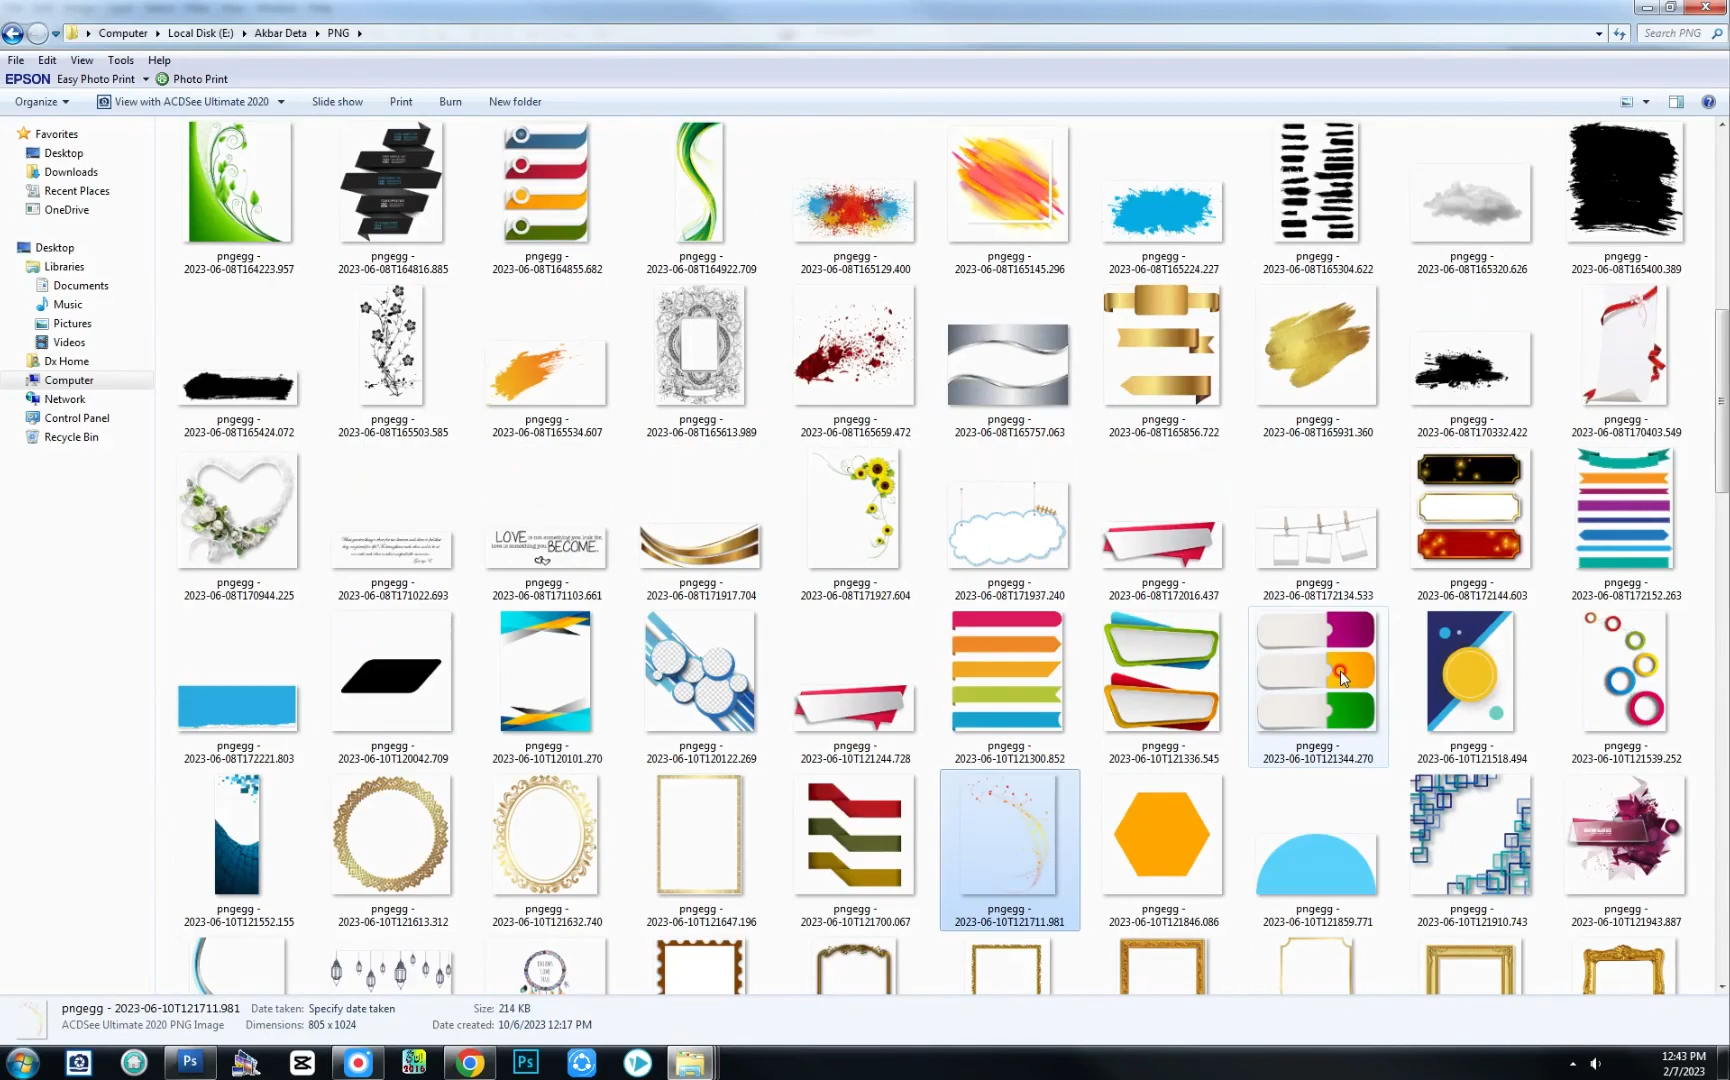 Computer ▸ Local Disk (E:) ▸ Akbar Deta ▸ PNG ▸
Search PNG
File Edit View Tools Help
EPSON Easy Photo Print Photo Print
Organize View with ACDSee Ultimate 2020 Slide show Print Burn New folder
Favorites
Desktop
Downloads
Recent Places
OneDrive
Desktop
Libraries
Documents
Music
Pictures
Videos
Dx Home
Computer
Network
Control Panel
Recycle Bin
pngegg - pngegg - pngegg - pngegg - pngegg - pngegg - pngegg - pngegg - pngegg - pngegg -
2023-06-08T164223.957 2023-06-08T164816.885 2023-06-08T164855.682 2023-06-08T164922.709 2023-06-08T165129.400 2023-06-08T165145.296 2023-06-08T165224.227 2023-06-08T165304.622 2023-06-08T165320.626 2023-06-08T165400.389
pngegg - pngegg - pngegg - pngegg - pngegg - pngegg - pngegg - pngegg - pngegg - pngegg -
2023-06-08T165424.072 2023-06-08T165503.585 2023-06-08T165534.607 2023-06-08T165613.989 2023-06-08T165659.472 2023-06-08T165757.063 2023-06-08T165856.722 2023-06-08T165931.360 2023-06-08T170332.422 2023-06-08T170403.549
LOVE is not something you look for,
love is something you BECOME.
pngegg - pngegg - pngegg - pngegg - pngegg - pngegg - pngegg - pngegg - pngegg - pngegg -
2023-06-08T170944.225 2023-06-08T171022.693 2023-06-08T171103.661 2023-06-08T171917.704 2023-06-08T171927.604 2023-06-08T171937.240 2023-06-08T172016.437 2023-06-08T172134.533 2023-06-08T172144.603 2023-06-08T172152.263
pngegg - pngegg - pngegg - pngegg - pngegg - pngegg - pngegg - pngegg - pngegg - pngegg -
2023-06-08T172221.803 2023-06-10T120042.709 2023-06-10T120101.270 2023-06-10T120122.269 2023-06-10T121244.728 2023-06-10T121300.852 2023-06-10T121336.545 2023-06-10T121344.270 2023-06-10T121518.494 2023-06-10T121539.252
pngegg - pngegg - pngegg - pngegg - pngegg - pngegg - pngegg - pngegg - pngegg - pngegg -
2023-06-10T121552.155 2023-06-10T121613.312 2023-06-10T121632.740 2023-06-10T121647.196 2023-06-10T121700.067 2023-06-10T121711.981 2023-06-10T121846.086 2023-06-10T121859.771 2023-06-10T121910.743 2023-06-10T121943.887
DREAMS
COME
TRUE
pngegg - 2023-06-10T121711.981 Date taken: Specify date taken Size: 214 KB
ACDSee Ultimate 2020 PNG Image Dimensions: 805 x 1024 Date created: 10/6/2023 12:17 PM
Ps Ps
12:43 PM
2/7/2023